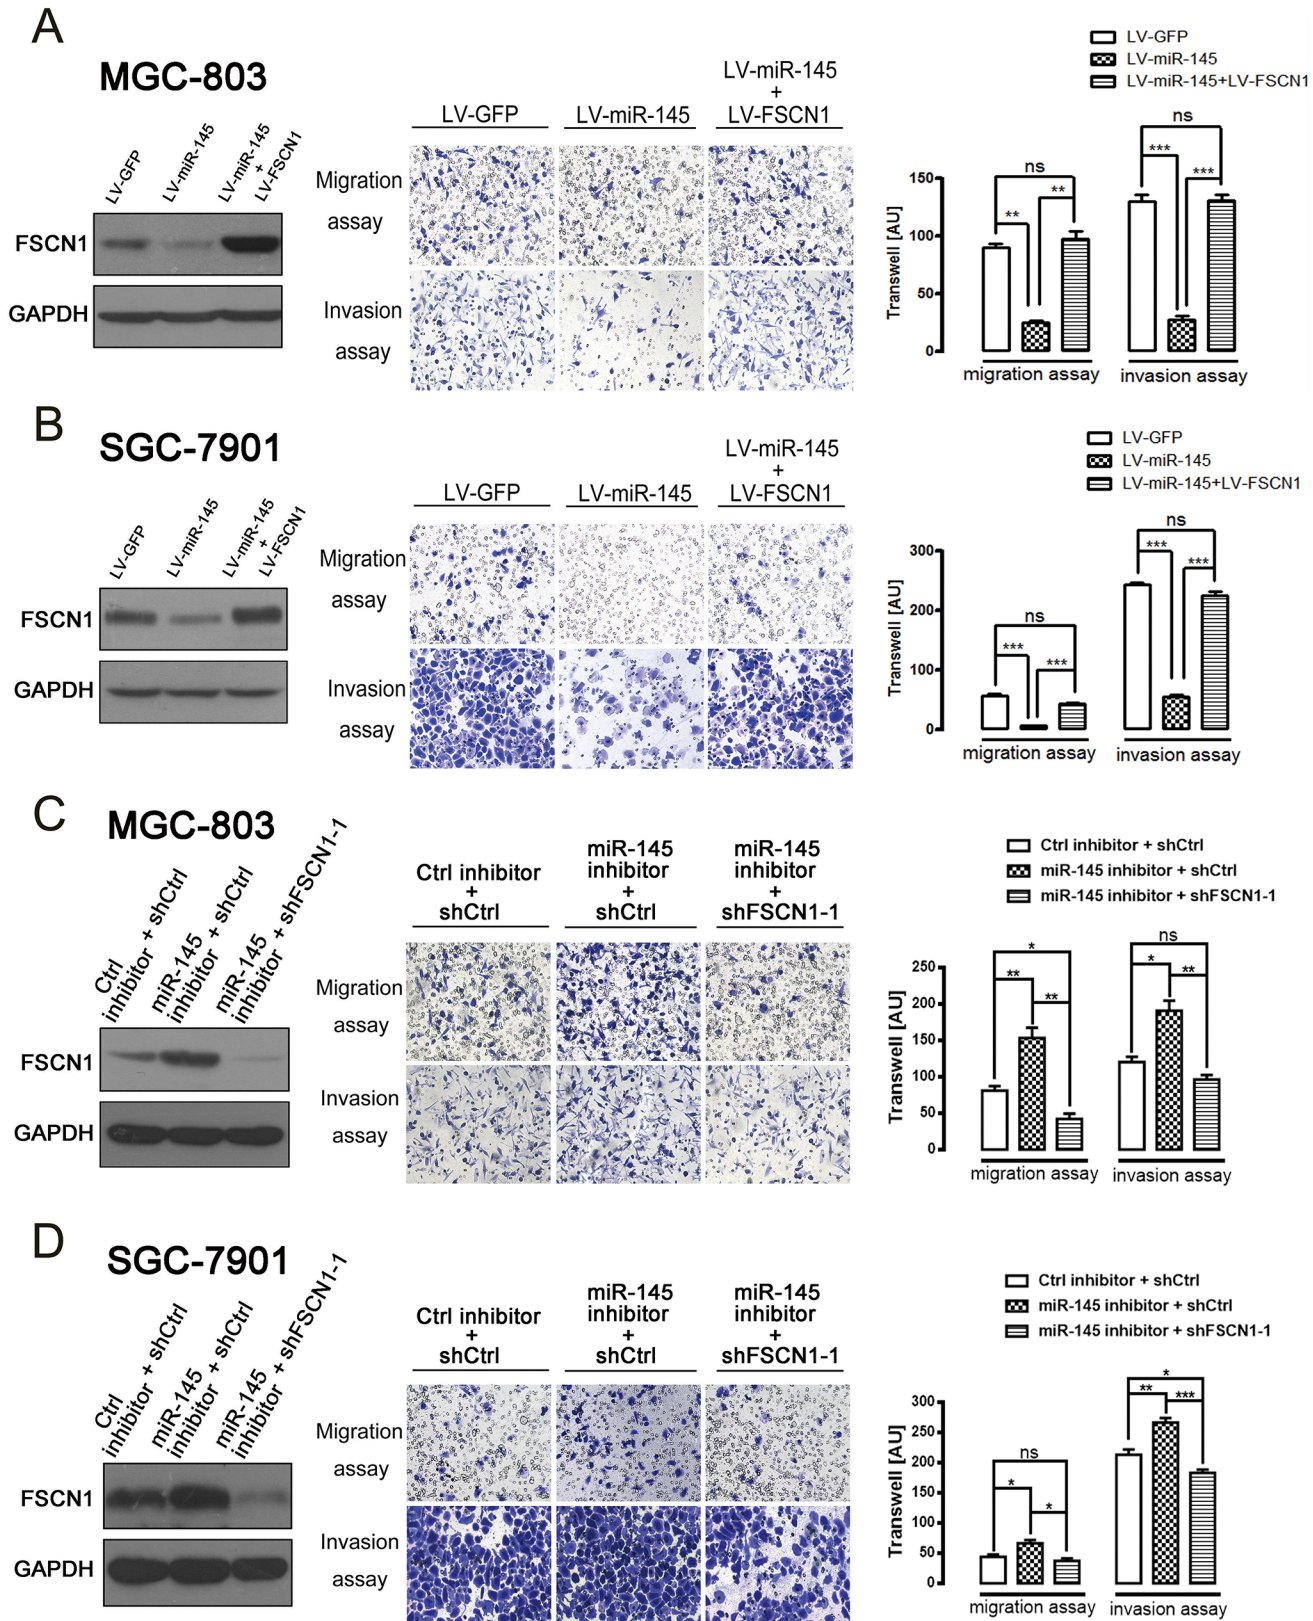 A
MGC-803
LV-GFP
LV-miR-145
LV-miR-145
+
LV-FSCN1
FSCN1
GAPDH
LV-GFP
LV-miR-145
LV-miR-145
+
LV-FSCN1
Migration
assay
Invasion
assay
LV-GFP
LV-miR-145
LV-miR-145+LV-FSCN1
Transwell [AU]
150
100
50
0
ns
**
**
ns
***
***
migration assay
invasion assay
B
SGC-7901
LV-GFP
LV-miR-145
LV-miR-145
+
LV-FSCN1
FSCN1
GAPDH
LV-GFP
LV-miR-145
LV-miR-145
+
LV-FSCN1
Migration
assay
Invasion
assay
LV-GFP
LV-miR-145
LV-miR-145+LV-FSCN1
Transwell [AU]
300
200
100
0
ns
***
***
ns
***
***
migration assay
invasion assay
C
MGC-803
Ctrl
inhibitor + shCtrl
miR-145
inhibitor + shCtrl
miR-145
inhibitor + shFSCN1-1
FSCN1
GAPDH
Ctrl inhibitor
+
shCtrl
miR-145
inhibitor
+
shCtrl
miR-145
inhibitor
+
shFSCN1-1
Migration
assay
Invasion
assay
Ctrl inhibitor + shCtrl
miR-145 inhibitor + shCtrl
miR-145 inhibitor + shFSCN1-1
Transwell [AU]
250
200
150
100
50
0
*
**
**
ns
*
**
migration assay
invasion assay
D
SGC-7901
Ctrl
inhibitor + shCtrl
miR-145
inhibitor + shCtrl
miR-145
inhibitor + shFSCN1-1
FSCN1
GAPDH
Ctrl inhibitor
+
shCtrl
miR-145
inhibitor
+
shCtrl
miR-145
inhibitor
+
shFSCN1-1
Migration
assay
Invasion
assay
Ctrl inhibitor + shCtrl
miR-145 inhibitor + shCtrl
miR-145 inhibitor + shFSCN1-1
Transwell [AU]
300
250
200
150
100
50
0
ns
*
*
*
**
***
migration assay
invasion assay